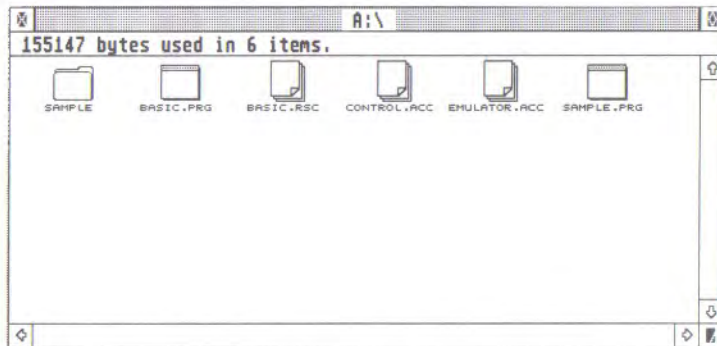 A:\
155147 bytes used in 6 items.
SAMPLE BASIC.PRG BASIC.RSC CONTROL.ACC EMULATOR.ACC SAMPLE.PRG